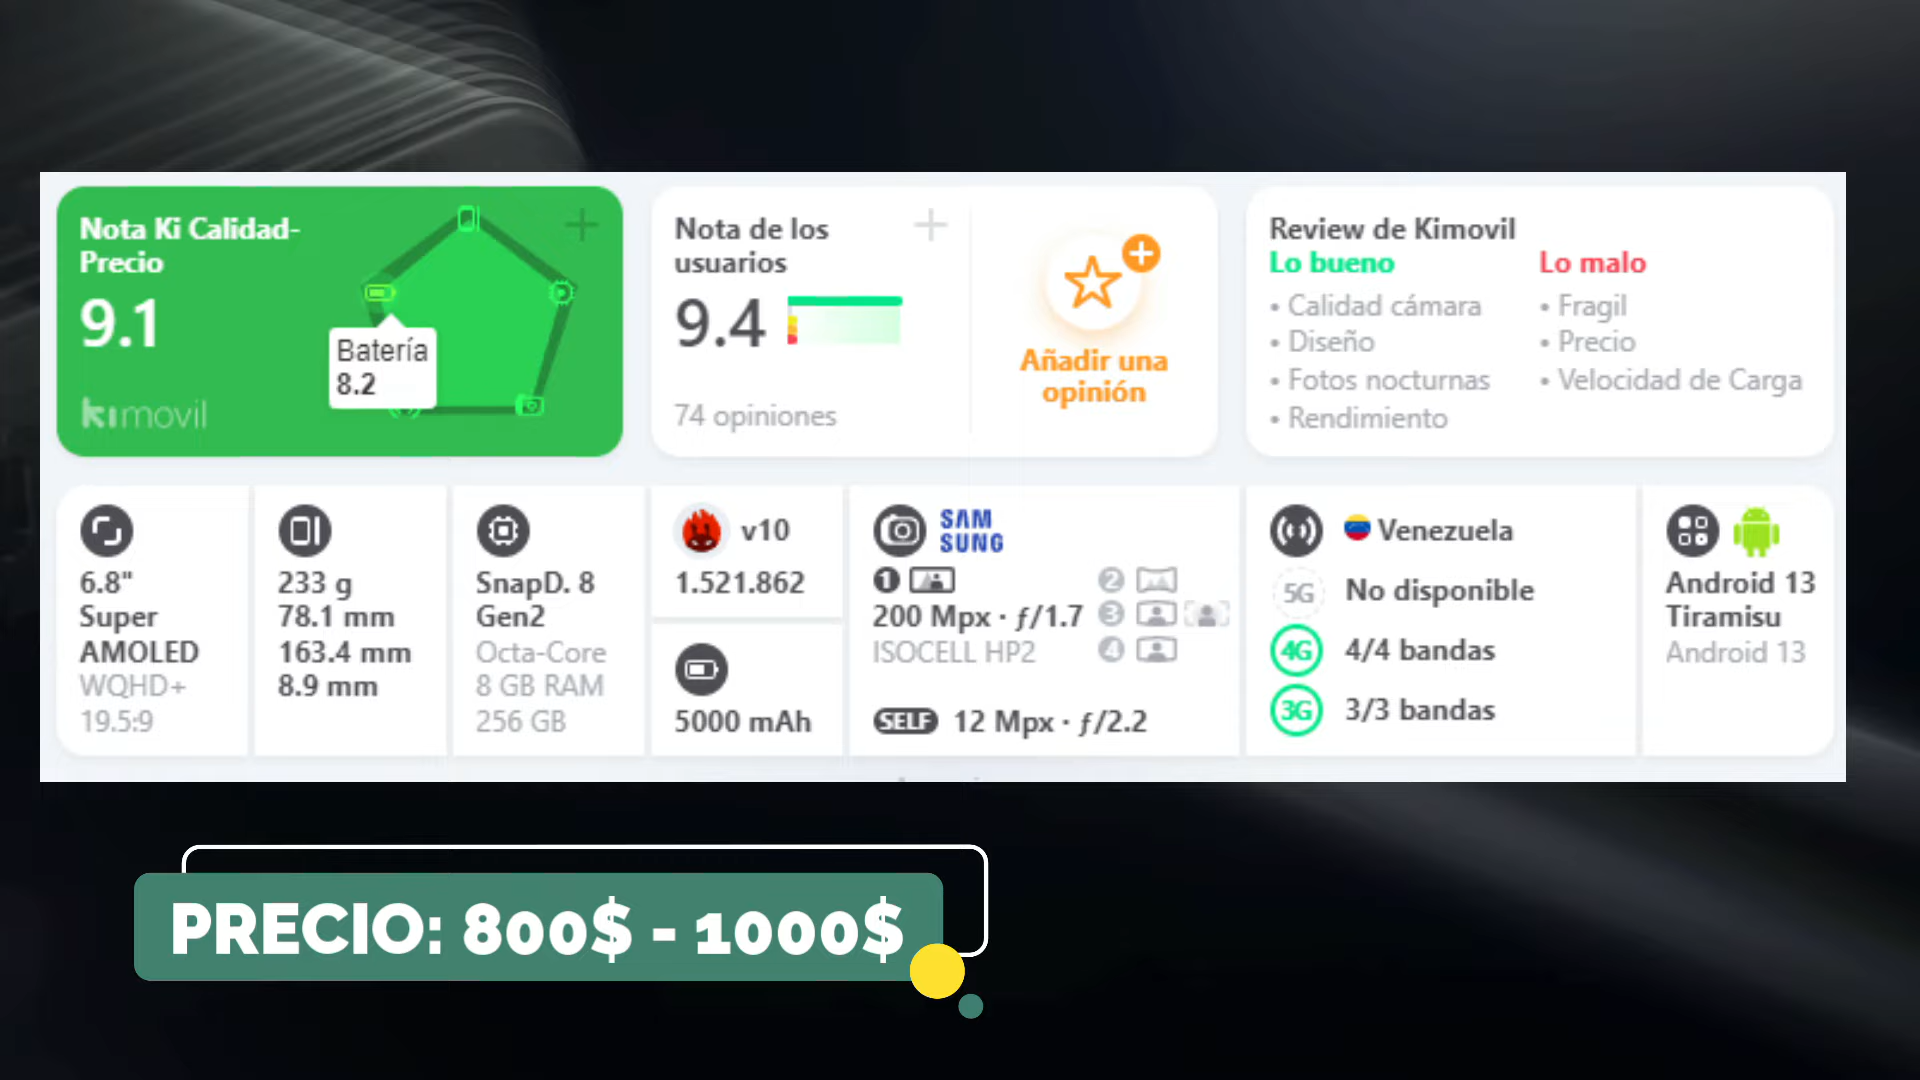 Nota Ki Calidad-
Precio
9.1
Batería
8.2
kimovil
Nota de los
usuarios
9.4
74 opiniones
Añadir una
opinión
Review de Kimovil
Lo bueno
• Calidad cámara
• Diseño
• Fotos nocturnas
• Rendimiento
Lo malo
• Fragil
• Precio
• Velocidad de Carga
6.8"
Super
AMOLED
WQHD+
19.5:9
233 g
78.1 mm
163.4 mm
8.9 mm
SnapD. 8
Gen2
Octa-Core
8 GB RAM
256 GB
v10
1.521.862
5000 mAh
SAM
SUNG
1
200 Mpx · ƒ/1.7
ISOCELL HP2
2
3
4
SELF 12 Mpx · ƒ/2.2
Venezuela
5G No disponible
4G 4/4 bandas
3G 3/3 bandas
Android 13
Tiramisu
Android 13
PRECIO: 800$ - 1000$